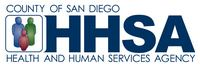 COUNTY OF SAN DIEGO
HHSA
HEALTH AND HUMAN SERVICES AGENCY